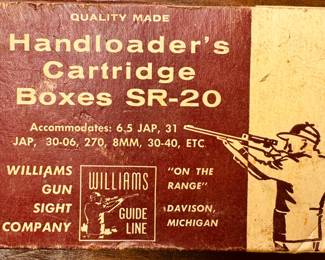 QUALITY MADE
Handloader's
Cartridge
Boxes SR-20
Accommodates: 6,5 JAP, 31
JAP, 30-06, 270, 8MM, 30-40, ETC.
WILLIAMS
GUN
SIGHT
COMPANY
WILLIAMS
GUIDE
LINE
"ON THE
RANGE"
DAVISON,
MICHIGAN